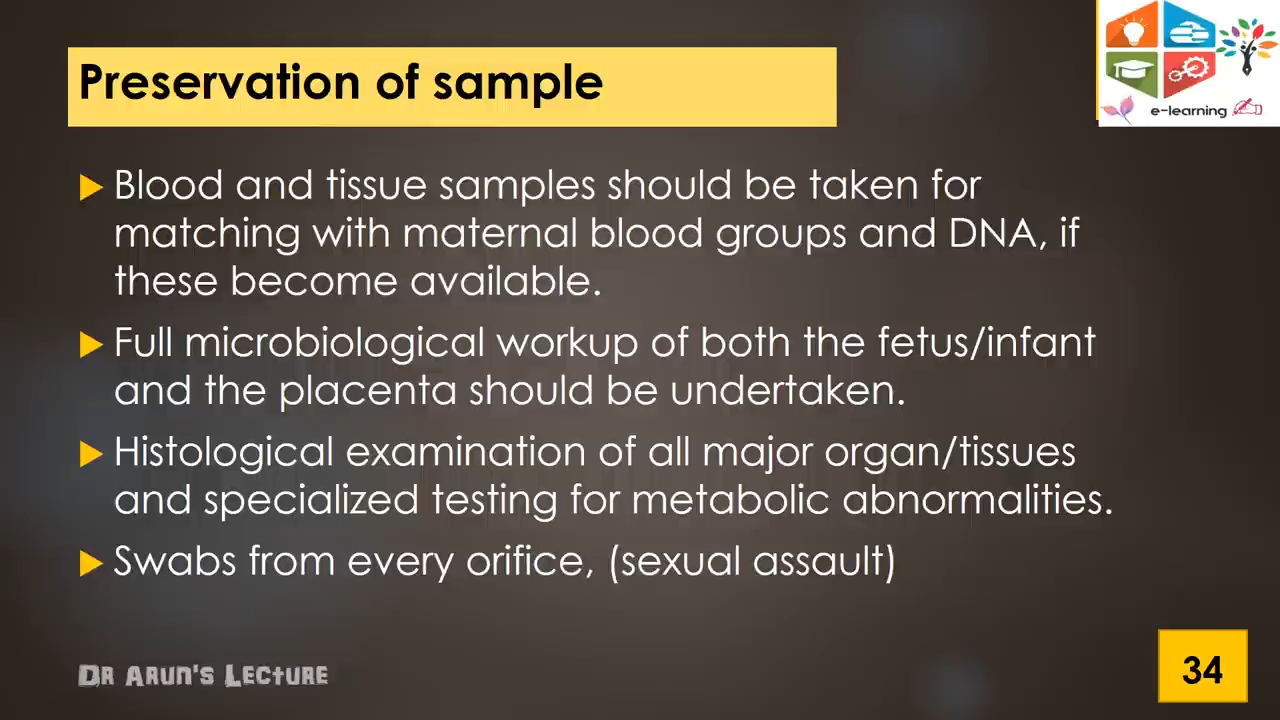 Preservation of sample
e-learning
Blood and tissue samples should be taken for
matching with maternal blood groups and DNA, if
these become available.
Full microbiological workup of both the fetus/infant
and the placenta should be undertaken.
Histological examination of all major organ/tissues
and specialized testing for metabolic abnormalities.
Swabs from every orifice, (sexual assault)
Dr Arun's Lecture
34